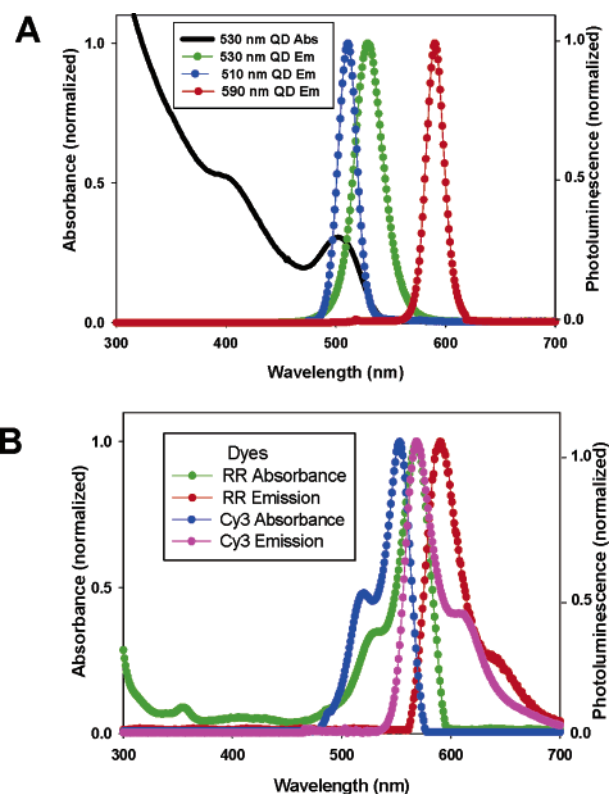 A
530 nm QD Abs
530 nm QD Em
510 nm QD Em
590 nm QD Em
Absorbance (normalized)
Photoluminescence (normalized)
1.0
0.5
0.0
1.0
0.5
0.0
300 400 500 600 700
Wavelength (nm)
B
Dyes
RR Absorbance
RR Emission
Cy3 Absorbance
Cy3 Emission
Absorbance (normalized)
Photoluminescence (normalized)
1.0
0.5
0.0
1.0
0.5
0.0
300 400 500 600 700
Wavelength (nm)